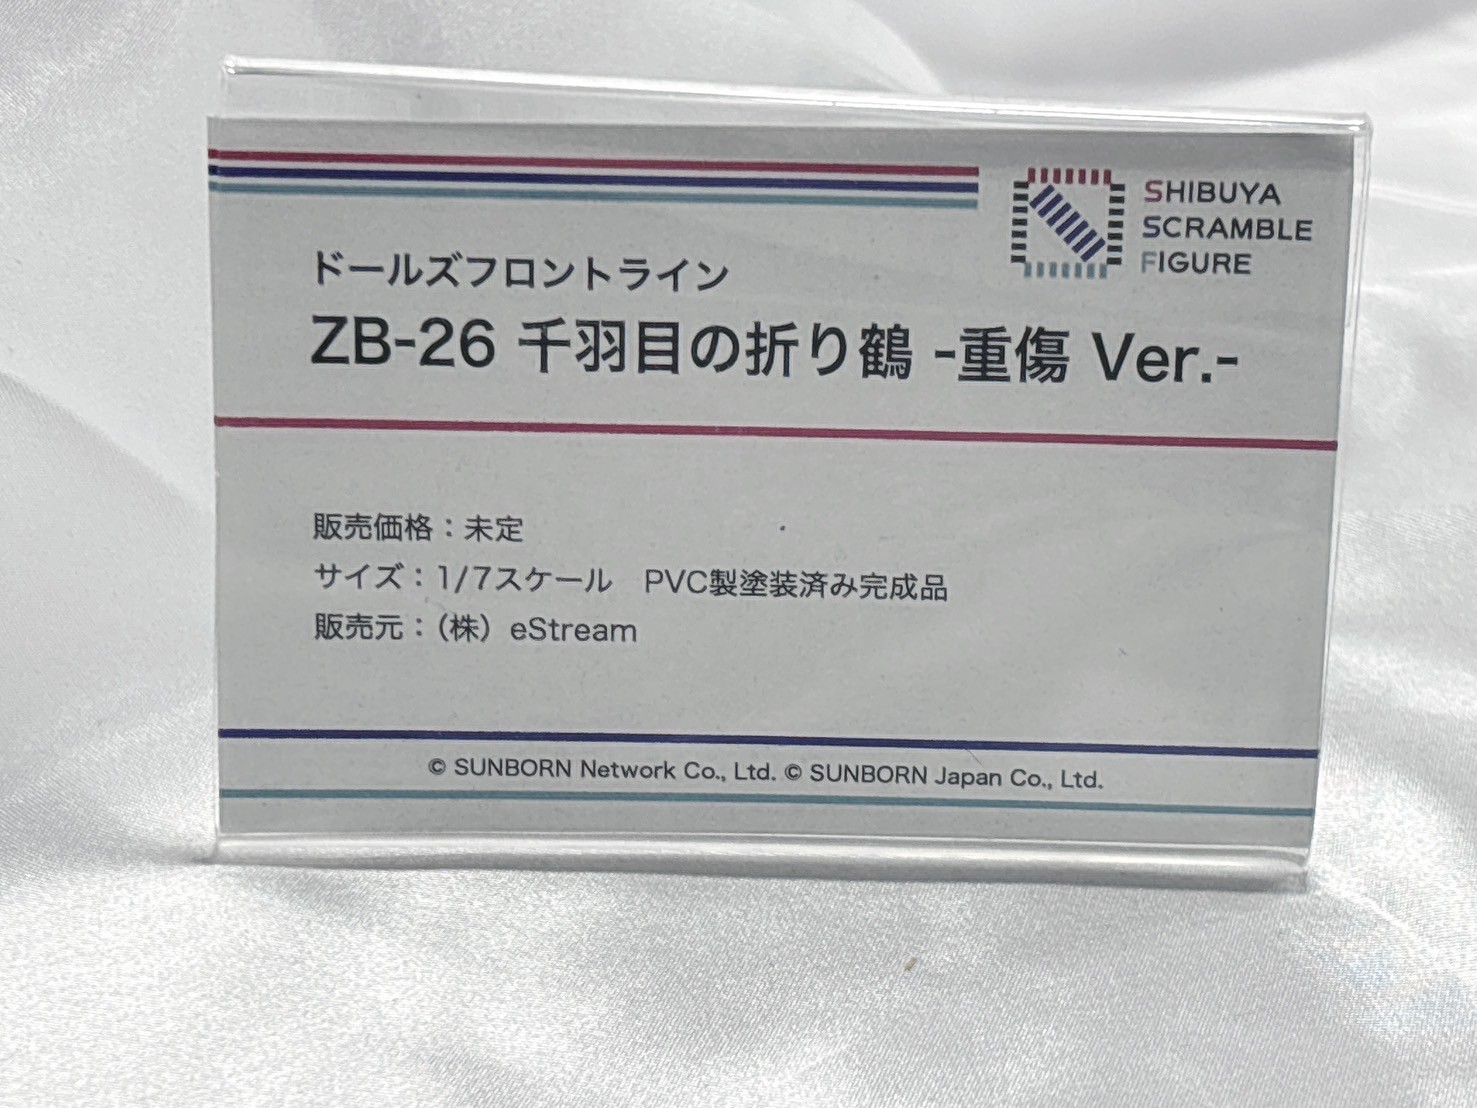 SHIBUYA
SCRAMBLE
FIGURE
ドールズフロントライン
ZB-26 千羽目の折り鶴 -重傷 Ver.-
販売価格：未定
サイズ：1/7スケール　PVC製塗装済み完成品
販売元：（株）eStream
© SUNBORN Network Co., Ltd. © SUNBORN Japan Co., Ltd.